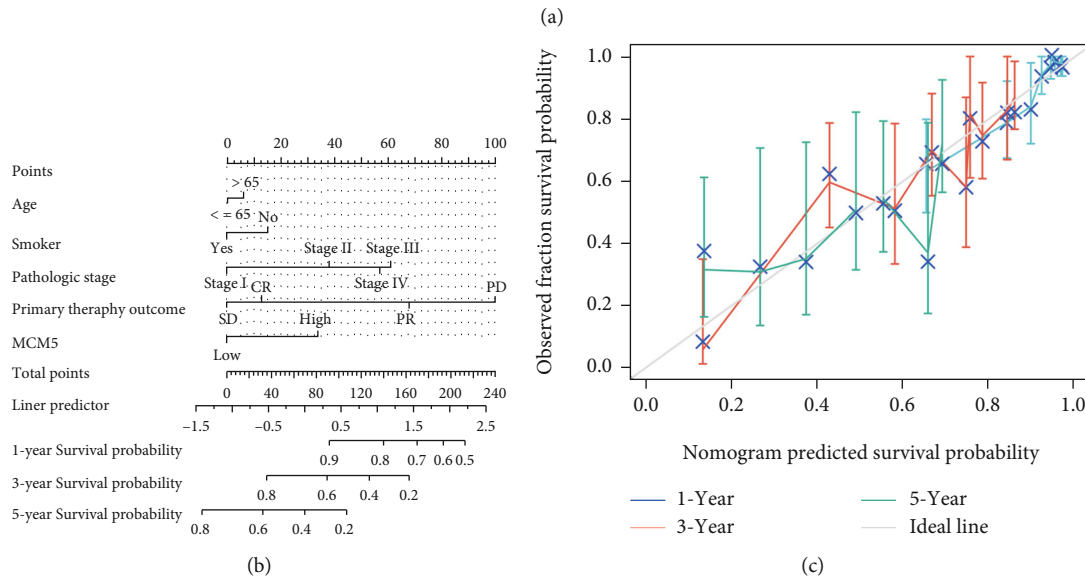 (a)
0 20 40 60 80 100
Points
> 65
Age
< = 65 No
Smoker
Yes Stage II Stage III
Pathologic stage
Stage I CR Stage IV PD
Primary theraphy outcome
SD High PR
MCM5
Low
Total points
0 40 80 120 160 200 240
Liner predictor
–1.5 –0.5 0.5 1.5 2.5
1-year Survival probability
0.9 0.8 0.7 0.6 0.5
3-year Survival probability
0.8 0.6 0.4 0.2
5-year Survival probability
0.8 0.6 0.4 0.2
(b)
Observed fraction survival probability
1.0
0.8
0.6
0.4
0.2
0.0
0.0 0.2 0.4 0.6 0.8 1.0
Nomogram predicted survival probability
1-Year 5-Year
3-Year Ideal line
(c)